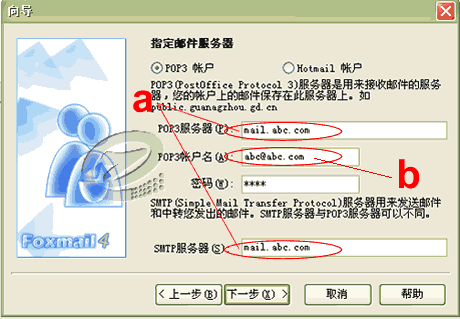 向导
指定邮件服务器
POP3 帐户 Hotmail 帐户
POP3(PostOffice Protocol 3)服务器是用来接收邮件的服务
器，您的帐户上的邮件保存在此服务器上。如
public.guangzhou.gd.cn
a
POP3服务器(P): mail.abc.com
POP3帐户名(A): abc@abc.com
b
密码(W): ****
SMTP(Simple Mail Transfer Protocol)服务器用来发送邮件
和中转您发出的邮件。SMTP服务器与POP3服务器可以不同。
SMTP服务器(S): mail.abc.com
Foxmail 4
< 上一步(B) 下一步(X) > 取消 帮助